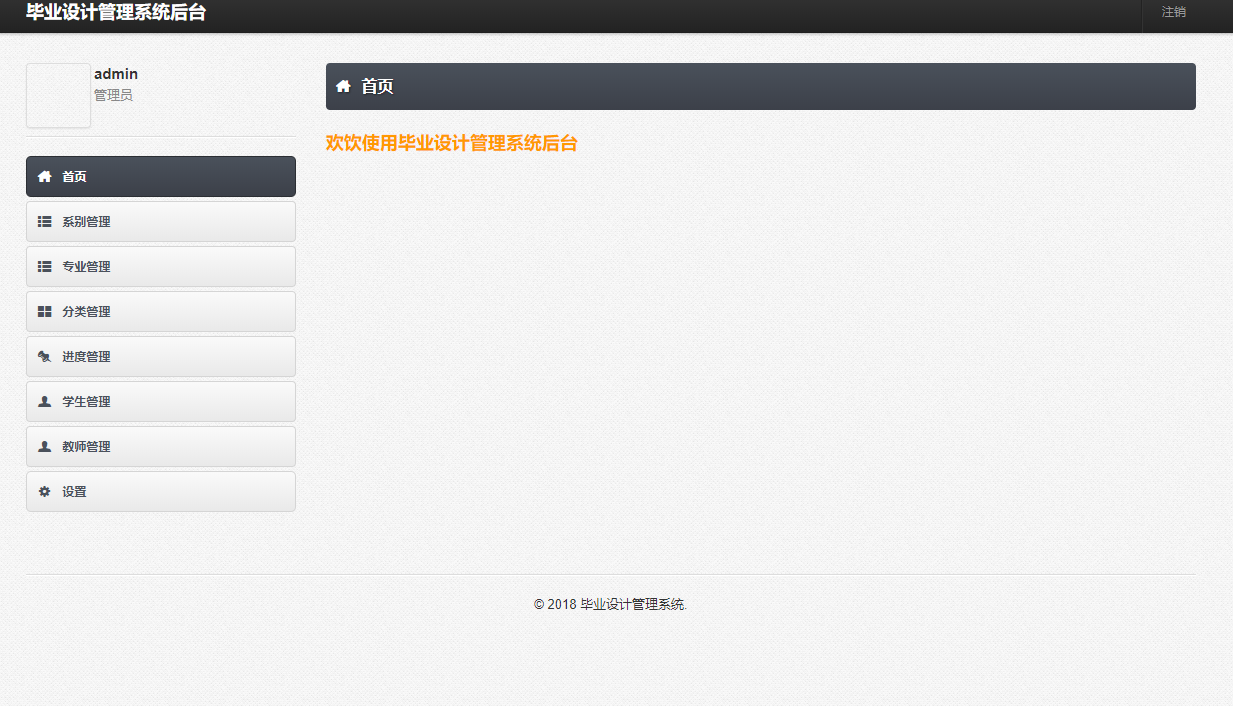 毕业设计管理系统后台
注销
admin
管理员
首页
系别管理
专业管理
分类管理
进度管理
学生管理
教师管理
设置
首页
欢饮使用毕业设计管理系统后台
© 2018 毕业设计管理系统.